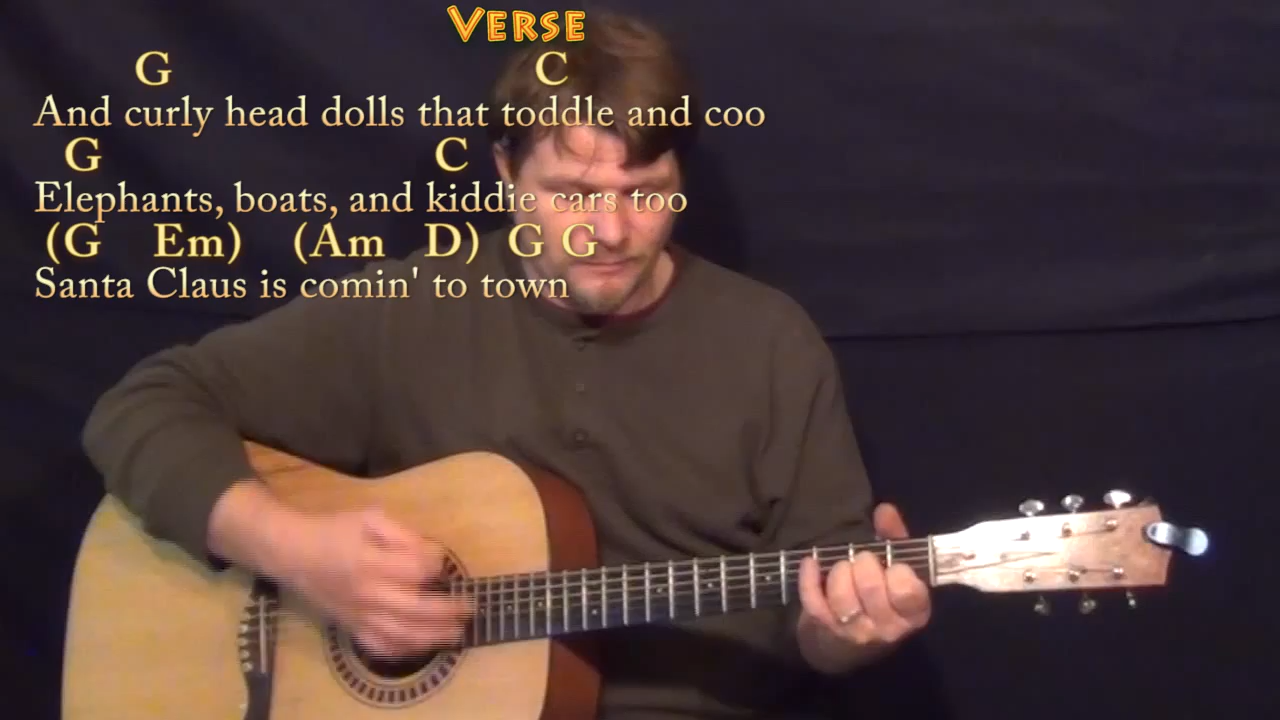 VERSE
G C
And curly head dolls that toddle and coo
G C
Elephants, boats, and kiddie cars too
(G Em) (Am D) G G
Santa Claus is comin' to town